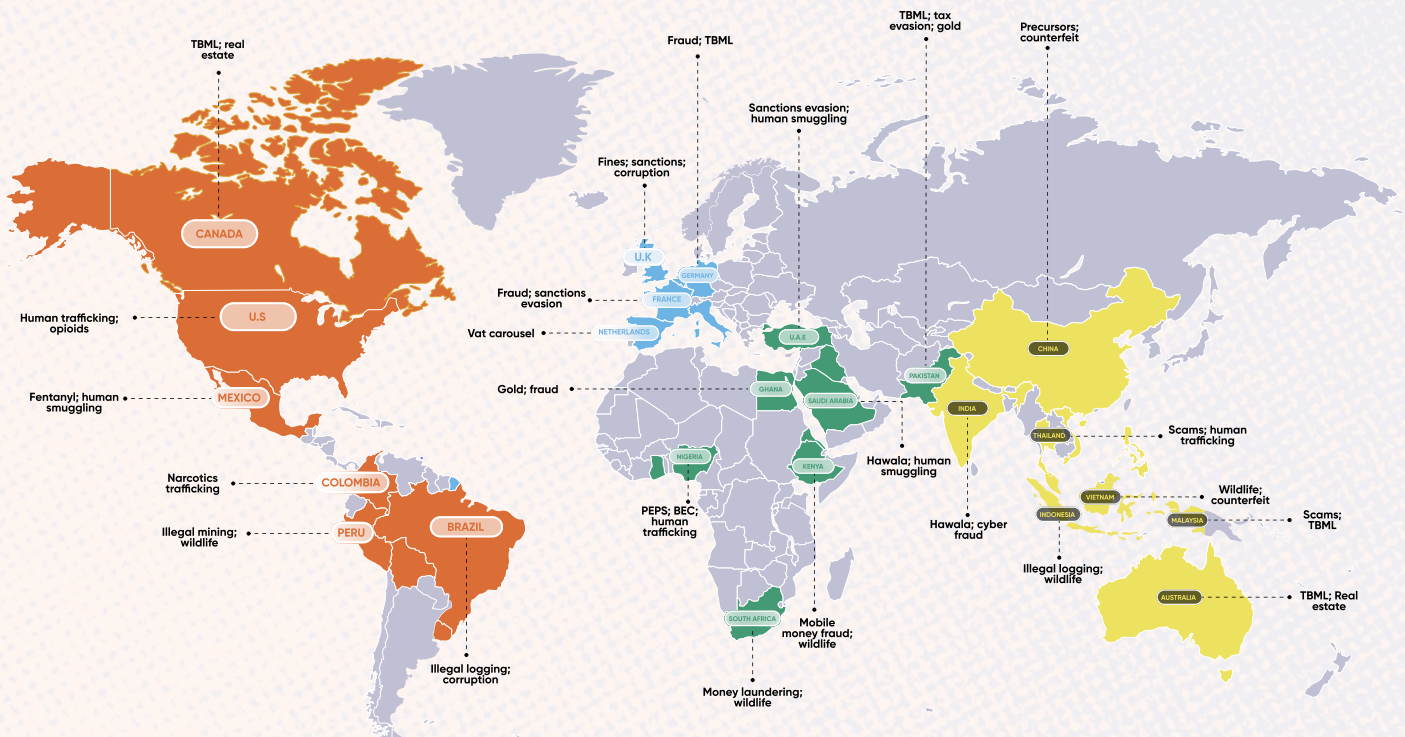 TBML; tax
evasion; gold
Precursors;
counterfeit
TBML; real
estate
Fraud; TBML
Sanctions evasion;
human smuggling
Fines; sanctions;
corruption
CANADA
U.K
GERMANY
Fraud; sanctions
evasion
FRANCE
Human trafficking;
opioids
U.S
Vat carousel
NETHERLANDS
U.A.E
CHINA
PAKISTAN
Gold; fraud
GHANA
Fentanyl; human
smuggling
MEXICO
SAUDI ARABIA
INDIA
THAILAND
Scams; human
trafficking
NIGERIA
KENYA
Hawala; human
smuggling
Narcotics
trafficking
COLOMBIA
VIETNAM
Wildlife;
counterfeit
PEPS; BEC;
human
trafficking
INDONESIA
MALAYSIA
Scams;
TBML
Hawala; cyber
fraud
Illegal mining;
wildlife
PERU
BRAZIL
Illegal logging;
wildlife
AUSTRALIA
TBML; Real
estate
SOUTH AFRICA
Mobile
money fraud;
wildlife
Illegal logging;
corruption
Money laundering;
wildlife